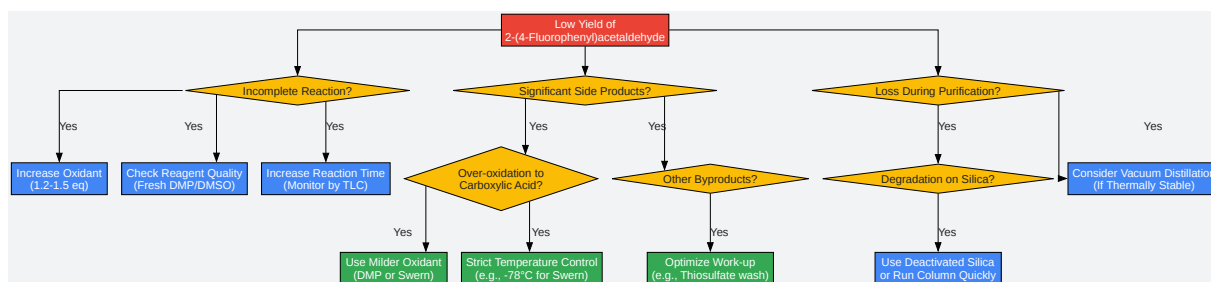 Low Yield of
2-(4-Fluorophenyl)acetaldehyde
Incomplete Reaction?
Significant Side Products?
Loss During Purification?
Yes
Yes
Yes
Yes
Yes
Yes
Yes
Increase Oxidant
(1.2-1.5 eq)
Check Reagent Quality
(Fresh DMP/DMSO)
Increase Reaction Time
(Monitor by TLC)
Over-oxidation to
Carboxylic Acid?
Other Byproducts?
Degradation on Silica?
Consider Vacuum Distillation
(If Thermally Stable)
Yes
Yes
Yes
Yes
Use Milder Oxidant
(DMP or Swern)
Strict Temperature Control
(e.g., -78°C for Swern)
Optimize Work-up
(e.g., Thiosulfate wash)
Use Deactivated Silica
or Run Column Quickly